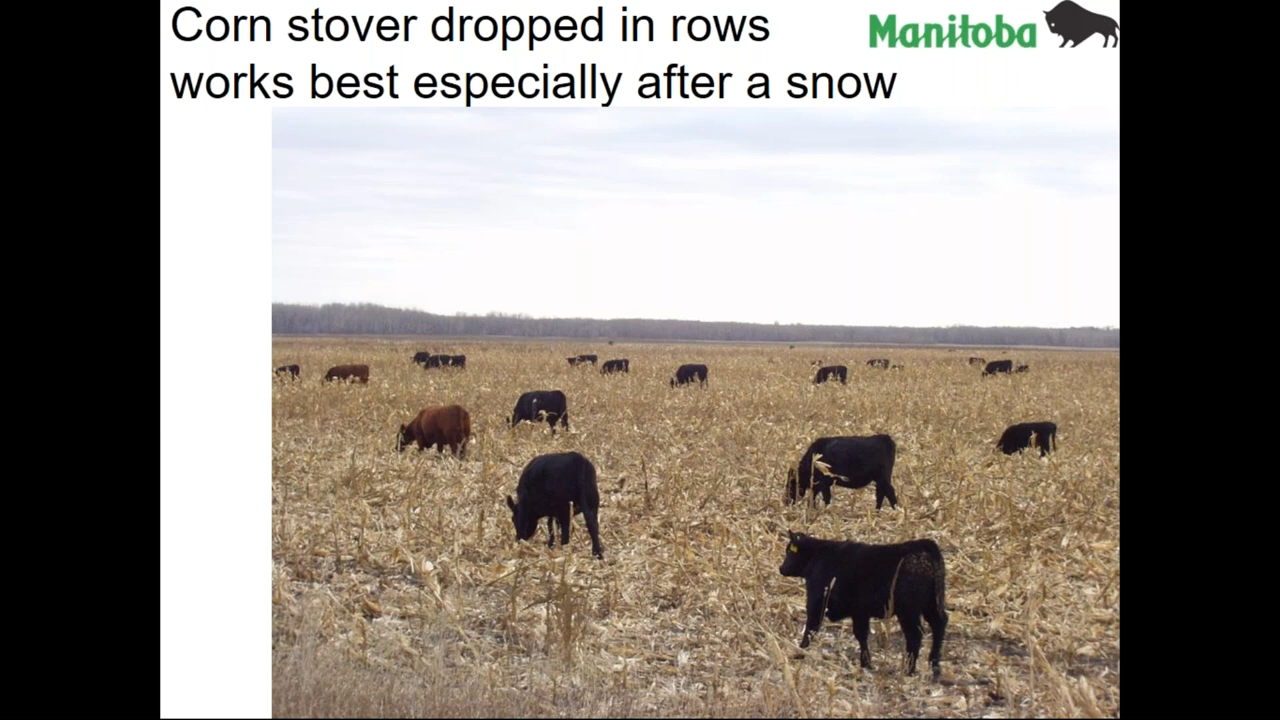 Corn stover dropped in rows
works best especially after a snow
Manitoba